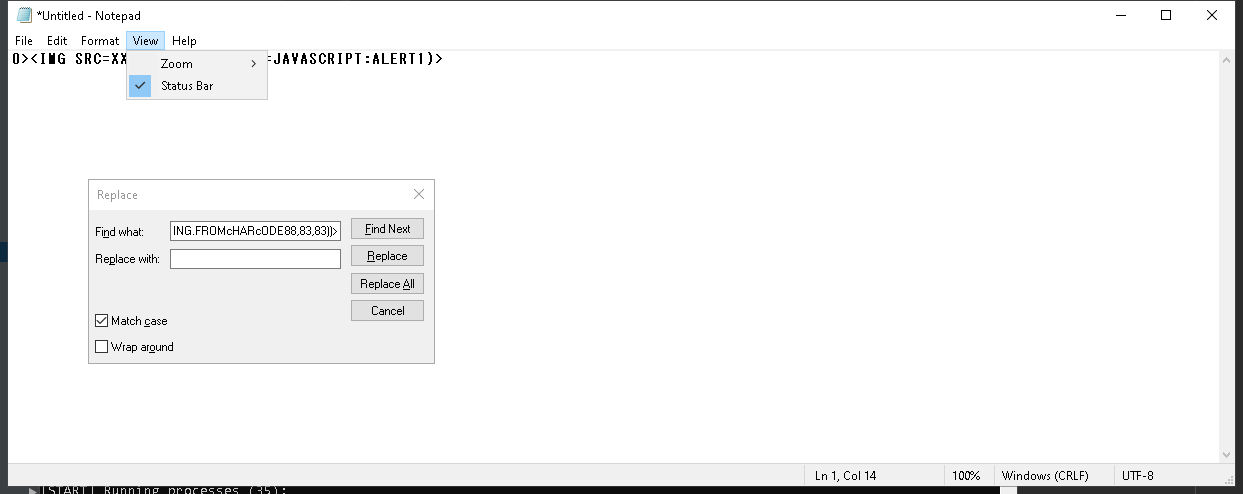 *Untitled - Notepad
File Edit Format View Help
0><IMG SRC=XX =JAVASCRIPT:ALERT1)>
Zoom
Status Bar
Replace
Find what: ING.FROMcHARcODE88,83,83))> Find Next
Replace with: Replace
Replace All
Cancel
Match case
Wrap around
Ln 1, Col 14 100% Windows (CRLF) UTF-8
[START] Running processes (35):